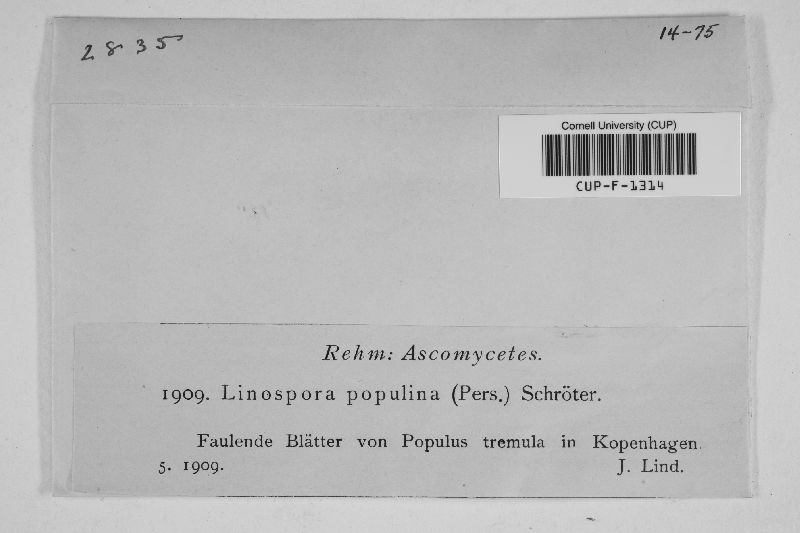 2835
14-75
Cornell University (CUP)
CUP-F-1314
Rehm: Ascomycetes.
1909. Linospora populina (Pers.) Schröter.
Faulende Blätter von Populus tremula in Kopenhagen.
5. 1909. J. Lind.